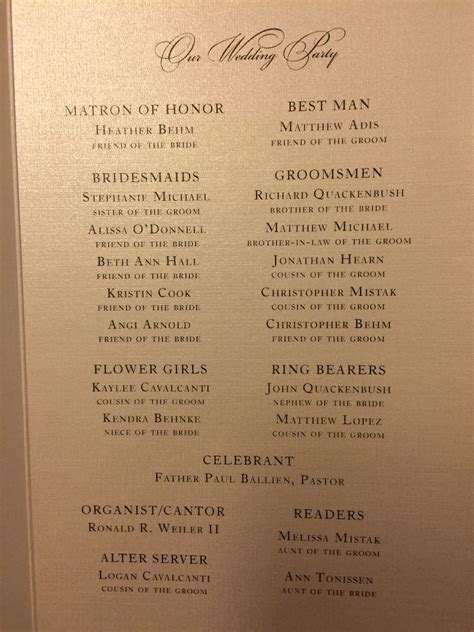 Our Wedding Party
MATRON OF HONOR
HEATHER BEHM
FRIEND OF THE BRIDE
BEST MAN
MATTHEW ADIS
FRIEND OF THE GROOM
BRIDESMAIDS
STEPHANIE MICHAEL
SISTER OF THE GROOM
ALISSA O'DONNELL
FRIEND OF THE BRIDE
BETH ANN HALL
FRIEND OF THE BRIDE
KRISTIN COOK
FRIEND OF THE BRIDE
ANGI ARNOLD
FRIEND OF THE BRIDE
GROOMSMEN
RICHARD QUACKENBUSH
BROTHER OF THE BRIDE
MATTHEW MICHAEL
BROTHER-IN-LAW OF THE GROOM
JONATHAN HEARN
COUSIN OF THE GROOM
CHRISTOPHER MISTAK
COUSIN OF THE GROOM
CHRISTOPHER BEHM
FRIEND OF THE GROOM
FLOWER GIRLS
KAYLEE CAVALCANTI
COUSIN OF THE GROOM
KENDRA BEHNKE
NIECE OF THE BRIDE
RING BEARERS
JOHN QUACKENBUSH
NEPHEW OF THE BRIDE
MATTHEW LOPEZ
COUSIN OF THE GROOM
CELEBRANT
FATHER PAUL BALLIEN, PASTOR
ORGANIST/CANTOR
RONALD R. WEILER II
READERS
MELISSA MISTAK
AUNT OF THE GROOM
ALTER SERVER
LOGAN CAVALCANTI
COUSIN OF THE GROOM
ANN TONISSEN
AUNT OF THE BRIDE